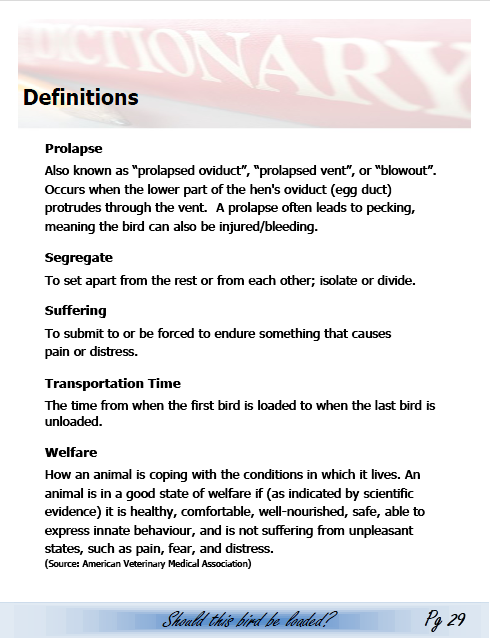 DICTIONARY
Definitions
Prolapse
Also known as “prolapsed oviduct”, “prolapsed vent”, or “blowout”.
Occurs when the lower part of the hen's oviduct (egg duct)
protrudes through the vent.  A prolapse often leads to pecking,
meaning the bird can also be injured/bleeding.
Segregate
To set apart from the rest or from each other; isolate or divide.
Suffering
To submit to or be forced to endure something that causes
pain or distress.
Transportation Time
The time from when the first bird is loaded to when the last bird is
unloaded.
Welfare
How an animal is coping with the conditions in which it lives. An
animal is in a good state of welfare if (as indicated by scientific
evidence) it is healthy, comfortable, well-nourished, safe, able to
express innate behaviour, and is not suffering from unpleasant
states, such as pain, fear, and distress.
(Source: American Veterinary Medical Association)
Should this bird be loaded?
Pg 29